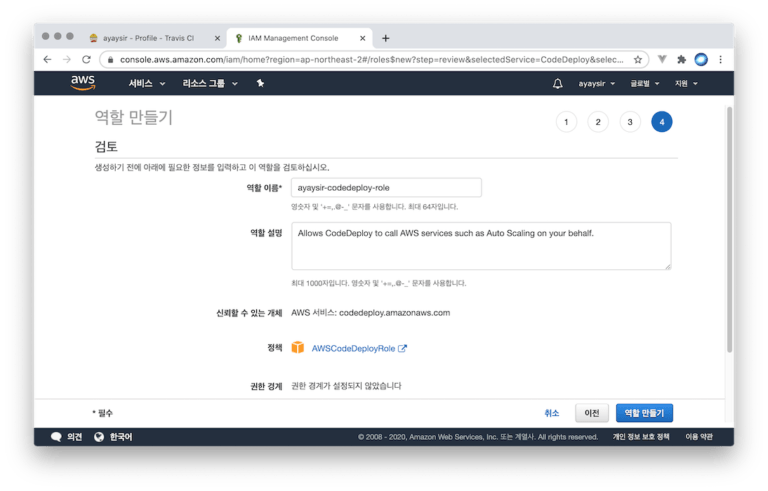 ayaysir - Profile - Travis CI
IAM Management Console
console.aws.amazon.com/iam/home?region=ap-northeast-2#/roles$new?step=review&selectedService=CodeDeploy&selec...
aws 서비스 리소스 그룹 ayaysir 글로벌 지원
역할 만들기
1 2 3 4
검토
생성하기 전에 아래에 필요한 정보를 입력하고 이 역할을 검토하십시오.
역할 이름* ayaysir-codedeploy-role
영숫자 및 '+=,.@-_' 문자를 사용합니다. 최대 64자입니다.
역할 설명 Allows CodeDeploy to call AWS services such as Auto Scaling on your behalf.
최대 1000자입니다. 영숫자 및 '+=,.@-_' 문자를 사용합니다.
신뢰할 수 있는 개체 AWS 서비스: codedeploy.amazonaws.com
정책 AWSCodeDeployRole
권한 경계 권한 경계가 설정되지 않았습니다
* 필수 취소 이전 역할 만들기
의견 한국어 © 2008 - 2020, Amazon Web Services, Inc. 또는 계열사. All rights reserved. 개인 정보 보호 정책 이용 약관